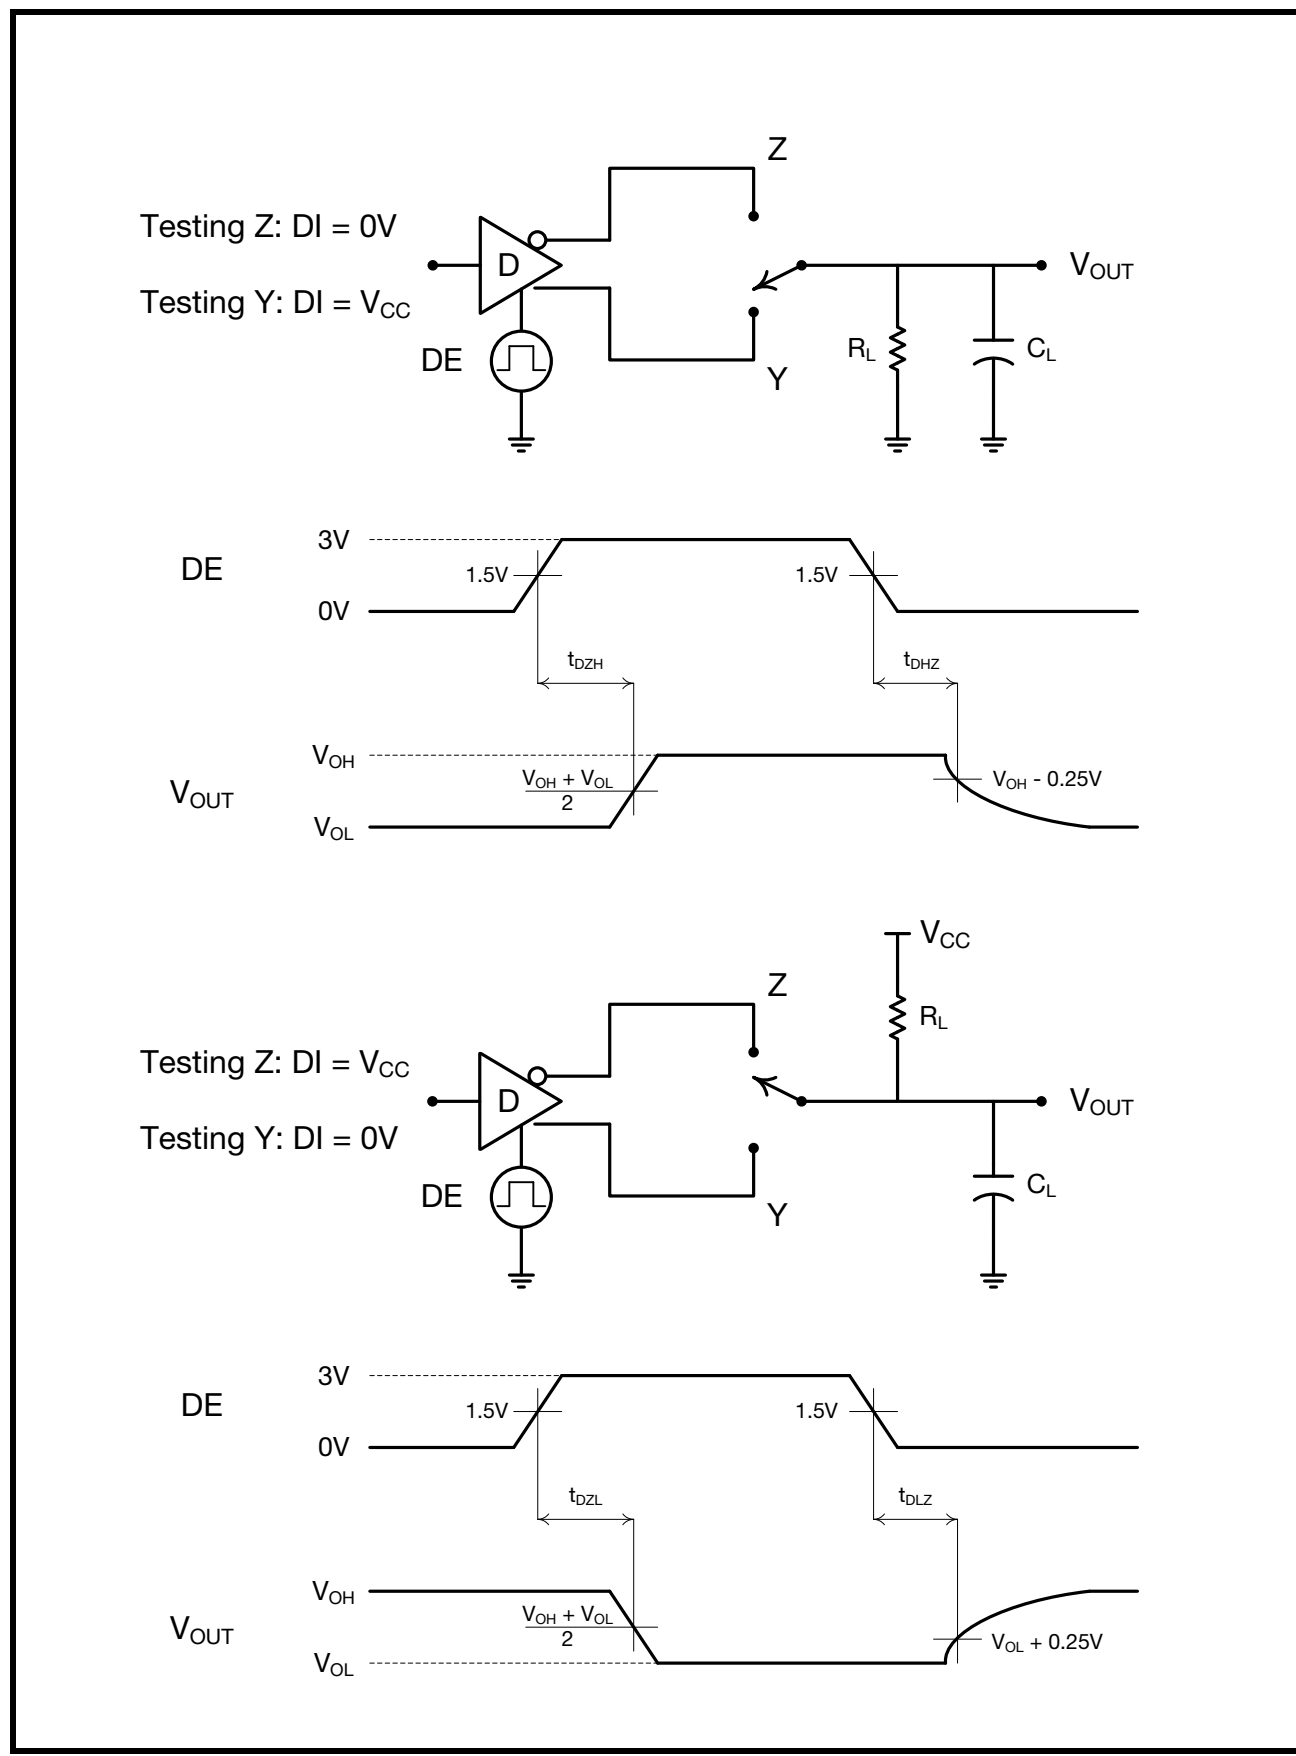 Z
Testing Z: DI = 0V
D
V_OUT
Testing Y: DI = V_CC
DE
R_L
C_L
Y
3V
DE
1.5V
1.5V
0V
t_DZH
t_DHZ
V_OH
V_OH + V_OL
2
V_OH - 0.25V
V_OUT
V_OL
V_CC
Z
R_L
Testing Z: DI = V_CC
D
V_OUT
Testing Y: DI = 0V
DE
C_L
Y
3V
DE
1.5V
1.5V
0V
t_DZL
t_DLZ
V_OH
V_OH + V_OL
2
V_OL + 0.25V
V_OUT
V_OL